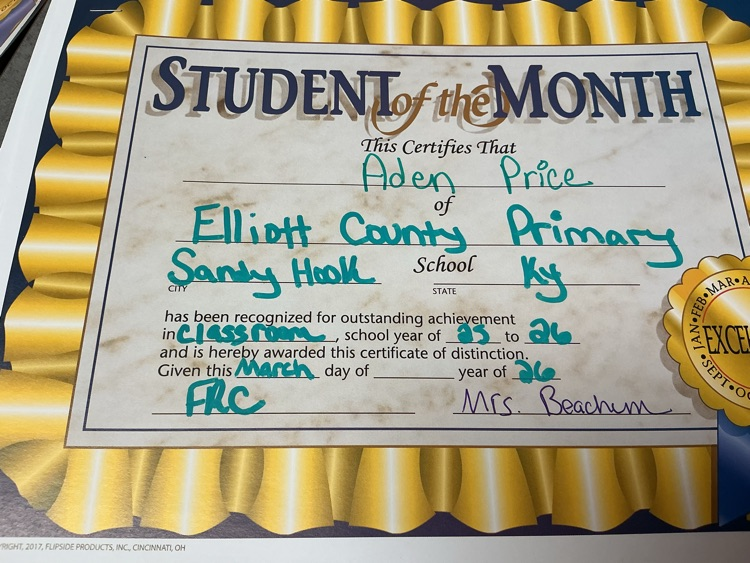 STUDENT of the MONTH
This Certifies That
Aden Price
of
Elliott County Primary
Sandy Hook School Ky
CITY STATE
has been recognized for outstanding achievement
in classroom, school year of 25 to 26
and is hereby awarded this certificate of distinction.
Given this March day of year of 26
FRC Mrs. Beachum
JAN•FEB•MAR•A
EXCE
•SEPT•OC
YRIGHT, 2017, FLIPSIDE PRODUCTS, INC., CINCINNATI, OH